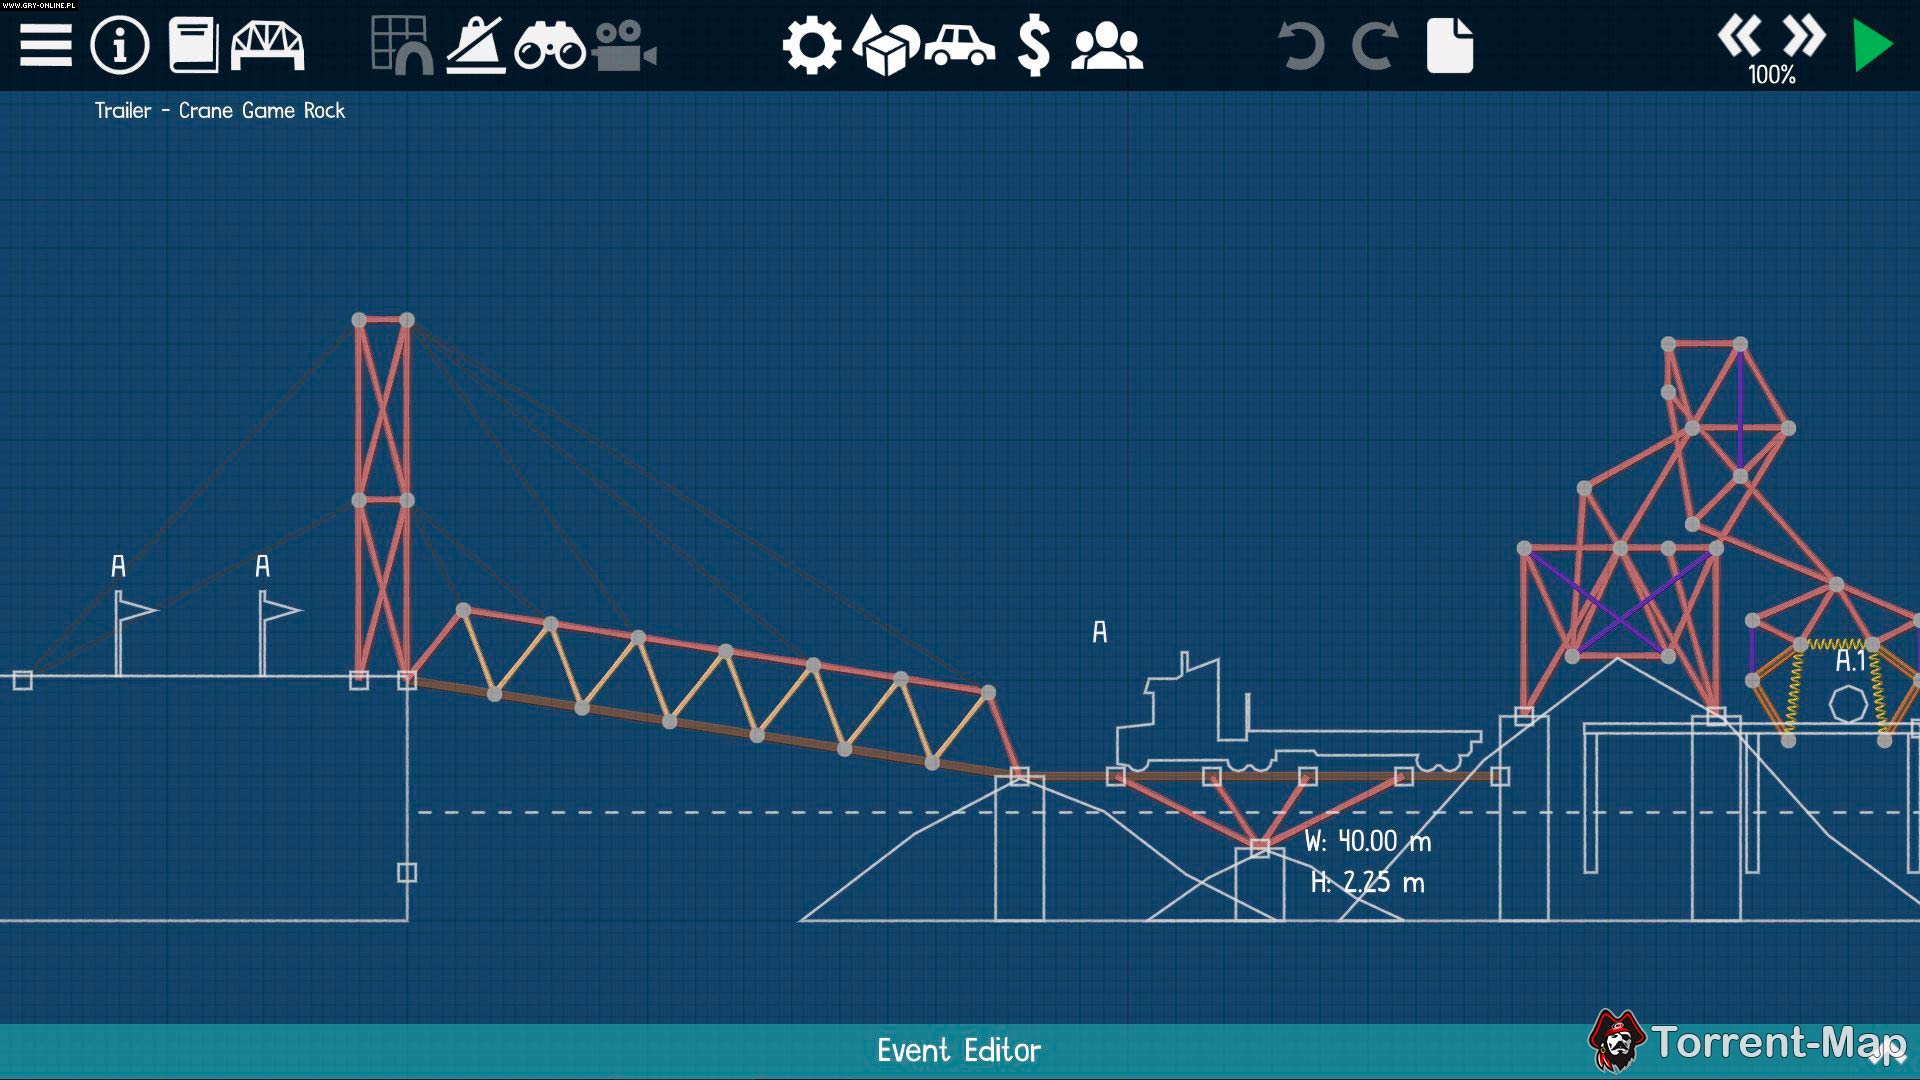 WWW.GRY-ONLINE.PL
100%
Trailer - Crane Game Rock
A
A
A
A.1
W: 40.00 m
H: 2.25 m
Event Editor
Torrent-Map